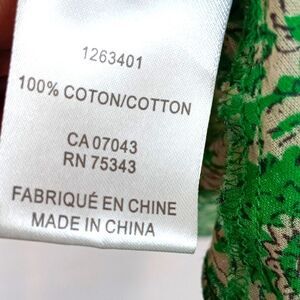 1263401
100% COTON/COTTON
CA 07043
RN 75343
FABRIQUÉ EN CHINE
MADE IN CHINA